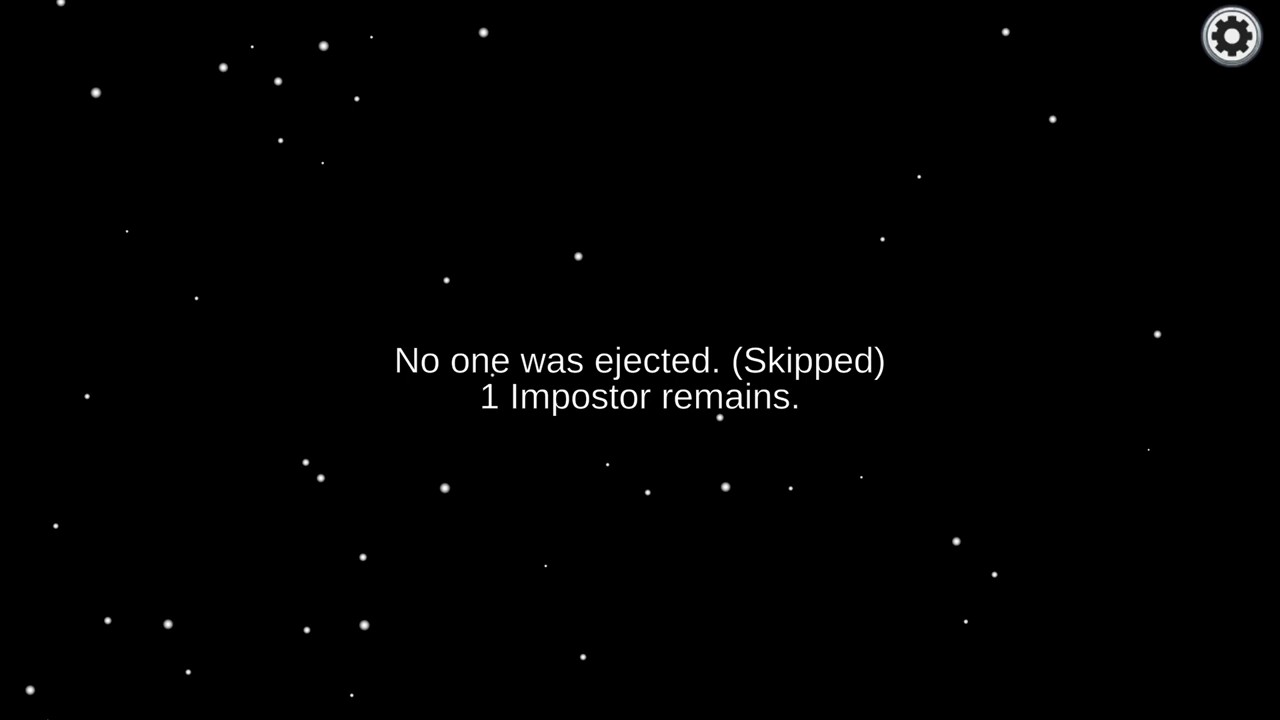 No one was ejected. (Skipped)
1 Impostor remains.